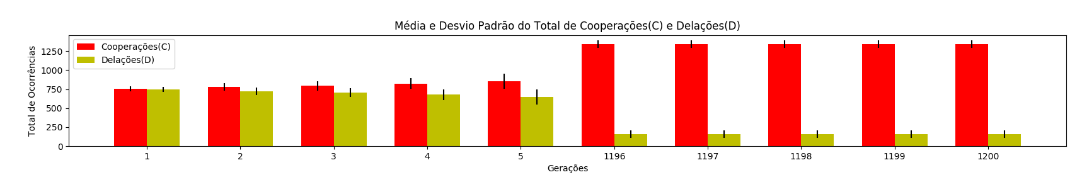 Média e Desvio Padrão do Total de Cooperações(C) e Delações(D)
Total de Ocorrências
1250
1000
750
500
250
0
Cooperações(C)
Delações(D)
1 2 3 4 5 1196 1197 1198 1199 1200
Gerações